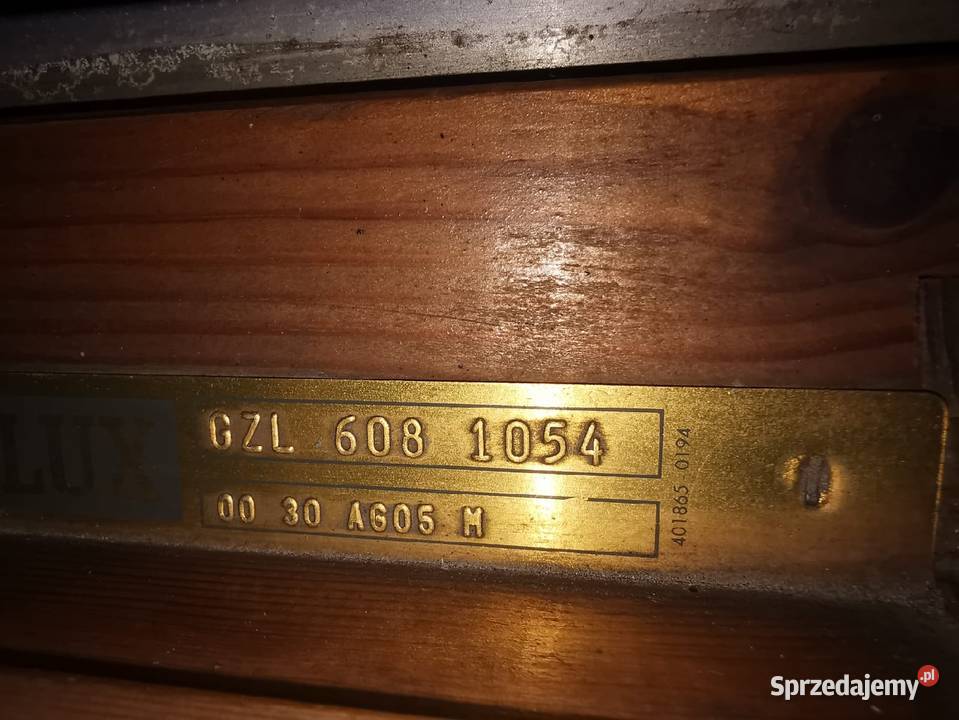 LUX
GZL 608 1054
00 30 AG05 M
401865 0194
Sprzedajemy.pl